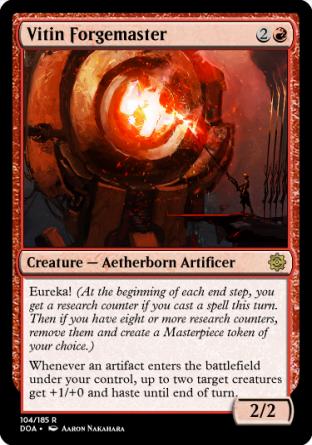 Vitin Forgemaster 2
Creature — Aetherborn Artificer
Eureka! (At the beginning of each end step, you
get a research counter if you cast a spell this turn.
Then if you have eight or more research counters,
remove them and create a Masterpiece token of
your choice.)
Whenever an artifact enters the battlefield
under your control, up to two target creatures
get +1/+0 and haste until end of turn.
2/2
104/185 R
DOA • Aaron Nakahara